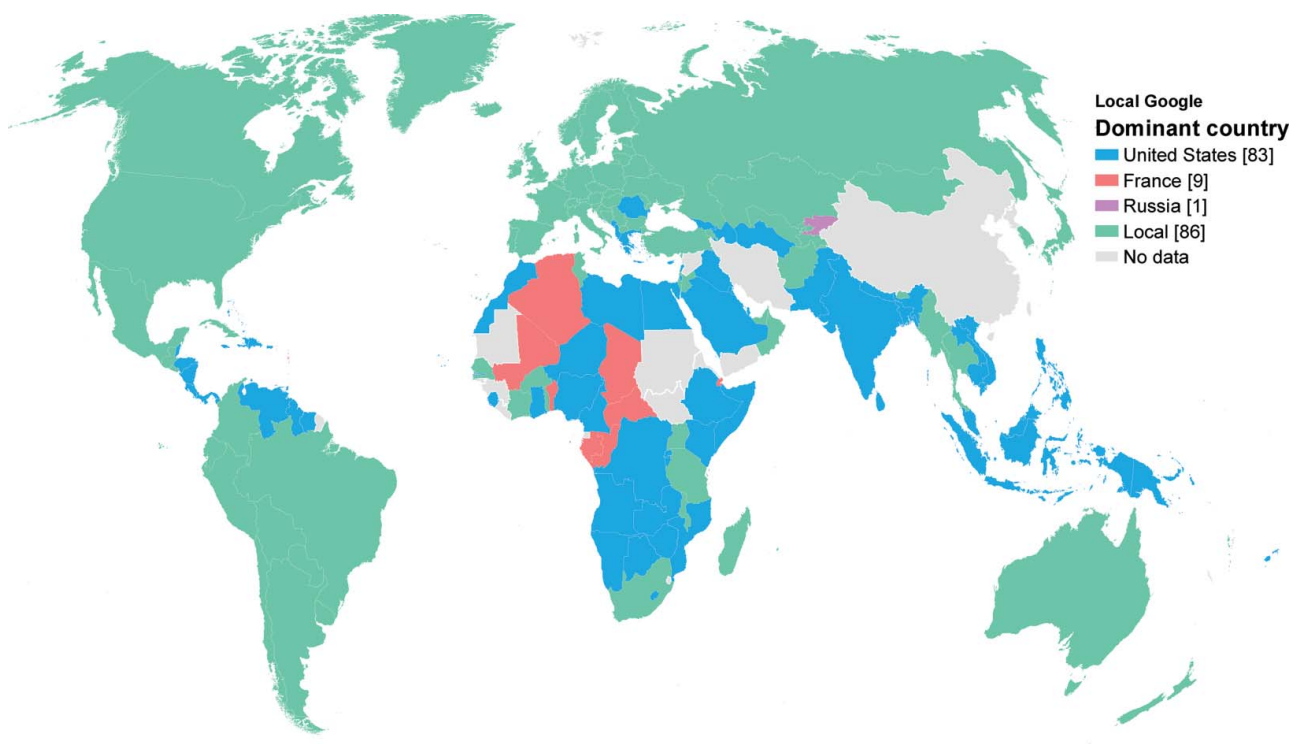 Local Google
Dominant country
United States [83]
France [9]
Russia [1]
Local [86]
No data